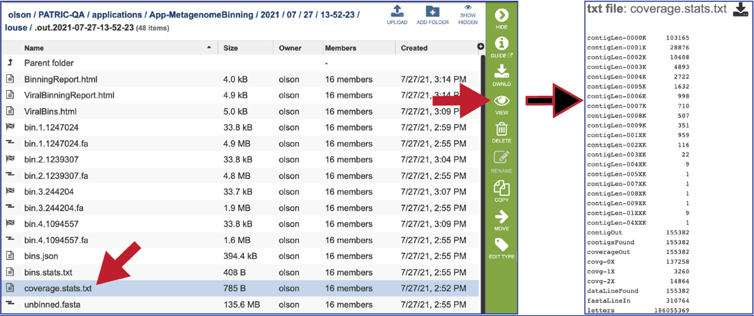 olson / PATRIC-QA / applications / App-MetagenomeBinning / 2021 / 07 / 27 / 13-52-23 /
louse / .out.2021-07-27-13-52-23 (48 items)
UPLOAD ADD FOLDER SHOW HIDDEN
Name Size Owner Members Created
Parent folder -
BinningReport.html 4.0 kB olson 16 members 7/27/21, 3:14 PM
ViralBinningReport.html 4.9 kB olson 16 members 7/27/21, 3:14 PM
ViralBins.html 5.0 kB olson 16 members 7/27/21, 3:09 PM
bin.1.1247024 33.8 kB olson 16 members 7/27/21, 2:59 PM
bin.1.1247024.fa 4.9 MB olson 16 members 7/27/21, 2:55 PM
bin.2.1239307 33.8 kB olson 16 members 7/27/21, 3:04 PM
bin.2.1239307.fa 4.8 MB olson 16 members 7/27/21, 2:55 PM
bin.3.244204 33.7 kB olson 16 members 7/27/21, 3:07 PM
bin.3.244204.fa 1.9 MB olson 16 members 7/27/21, 2:55 PM
bin.4.1094557 33.8 kB olson 16 members 7/27/21, 3:09 PM
bin.4.1094557.fa 1.6 MB olson 16 members 7/27/21, 2:55 PM
bins.json 394.4 kB olson 16 members 7/27/21, 2:55 PM
bins.stats.txt 408 B olson 16 members 7/27/21, 2:55 PM
coverage.stats.txt 785 B olson 16 members 7/27/21, 2:52 PM
unbinned.fasta 135.6 MB olson 16 members 7/27/21, 2:55 PM
HIDE
GUIDE
DWNLD
VIEW
DELETE
RENAME
COPY
MOVE
EDIT TYPE
txt file: coverage.stats.txt
contigLen-0000K 103165
contigLen-0001K 28876
contigLen-0002K 10408
contigLen-0003K 4893
contigLen-0004K 2722
contigLen-0005K 1632
contigLen-0006K 998
contigLen-0007K 710
contigLen-0008K 507
contigLen-0009K 351
contigLen-001XK 959
contigLen-002XK 116
contigLen-003XK 22
contigLen-004XK 9
contigLen-005XK 1
contigLen-007XK 1
contigLen-008XK 1
contigLen-009XK 1
contigLen-01XXK 9
contigLen-04XXK 1
contigOut 155382
contigsFound 155382
coverageOut 155382
covg-0X 137258
covg-1X 3260
covg-2X 14864
dataLineFound 155382
fastaLineIn 310764
letters 186055369